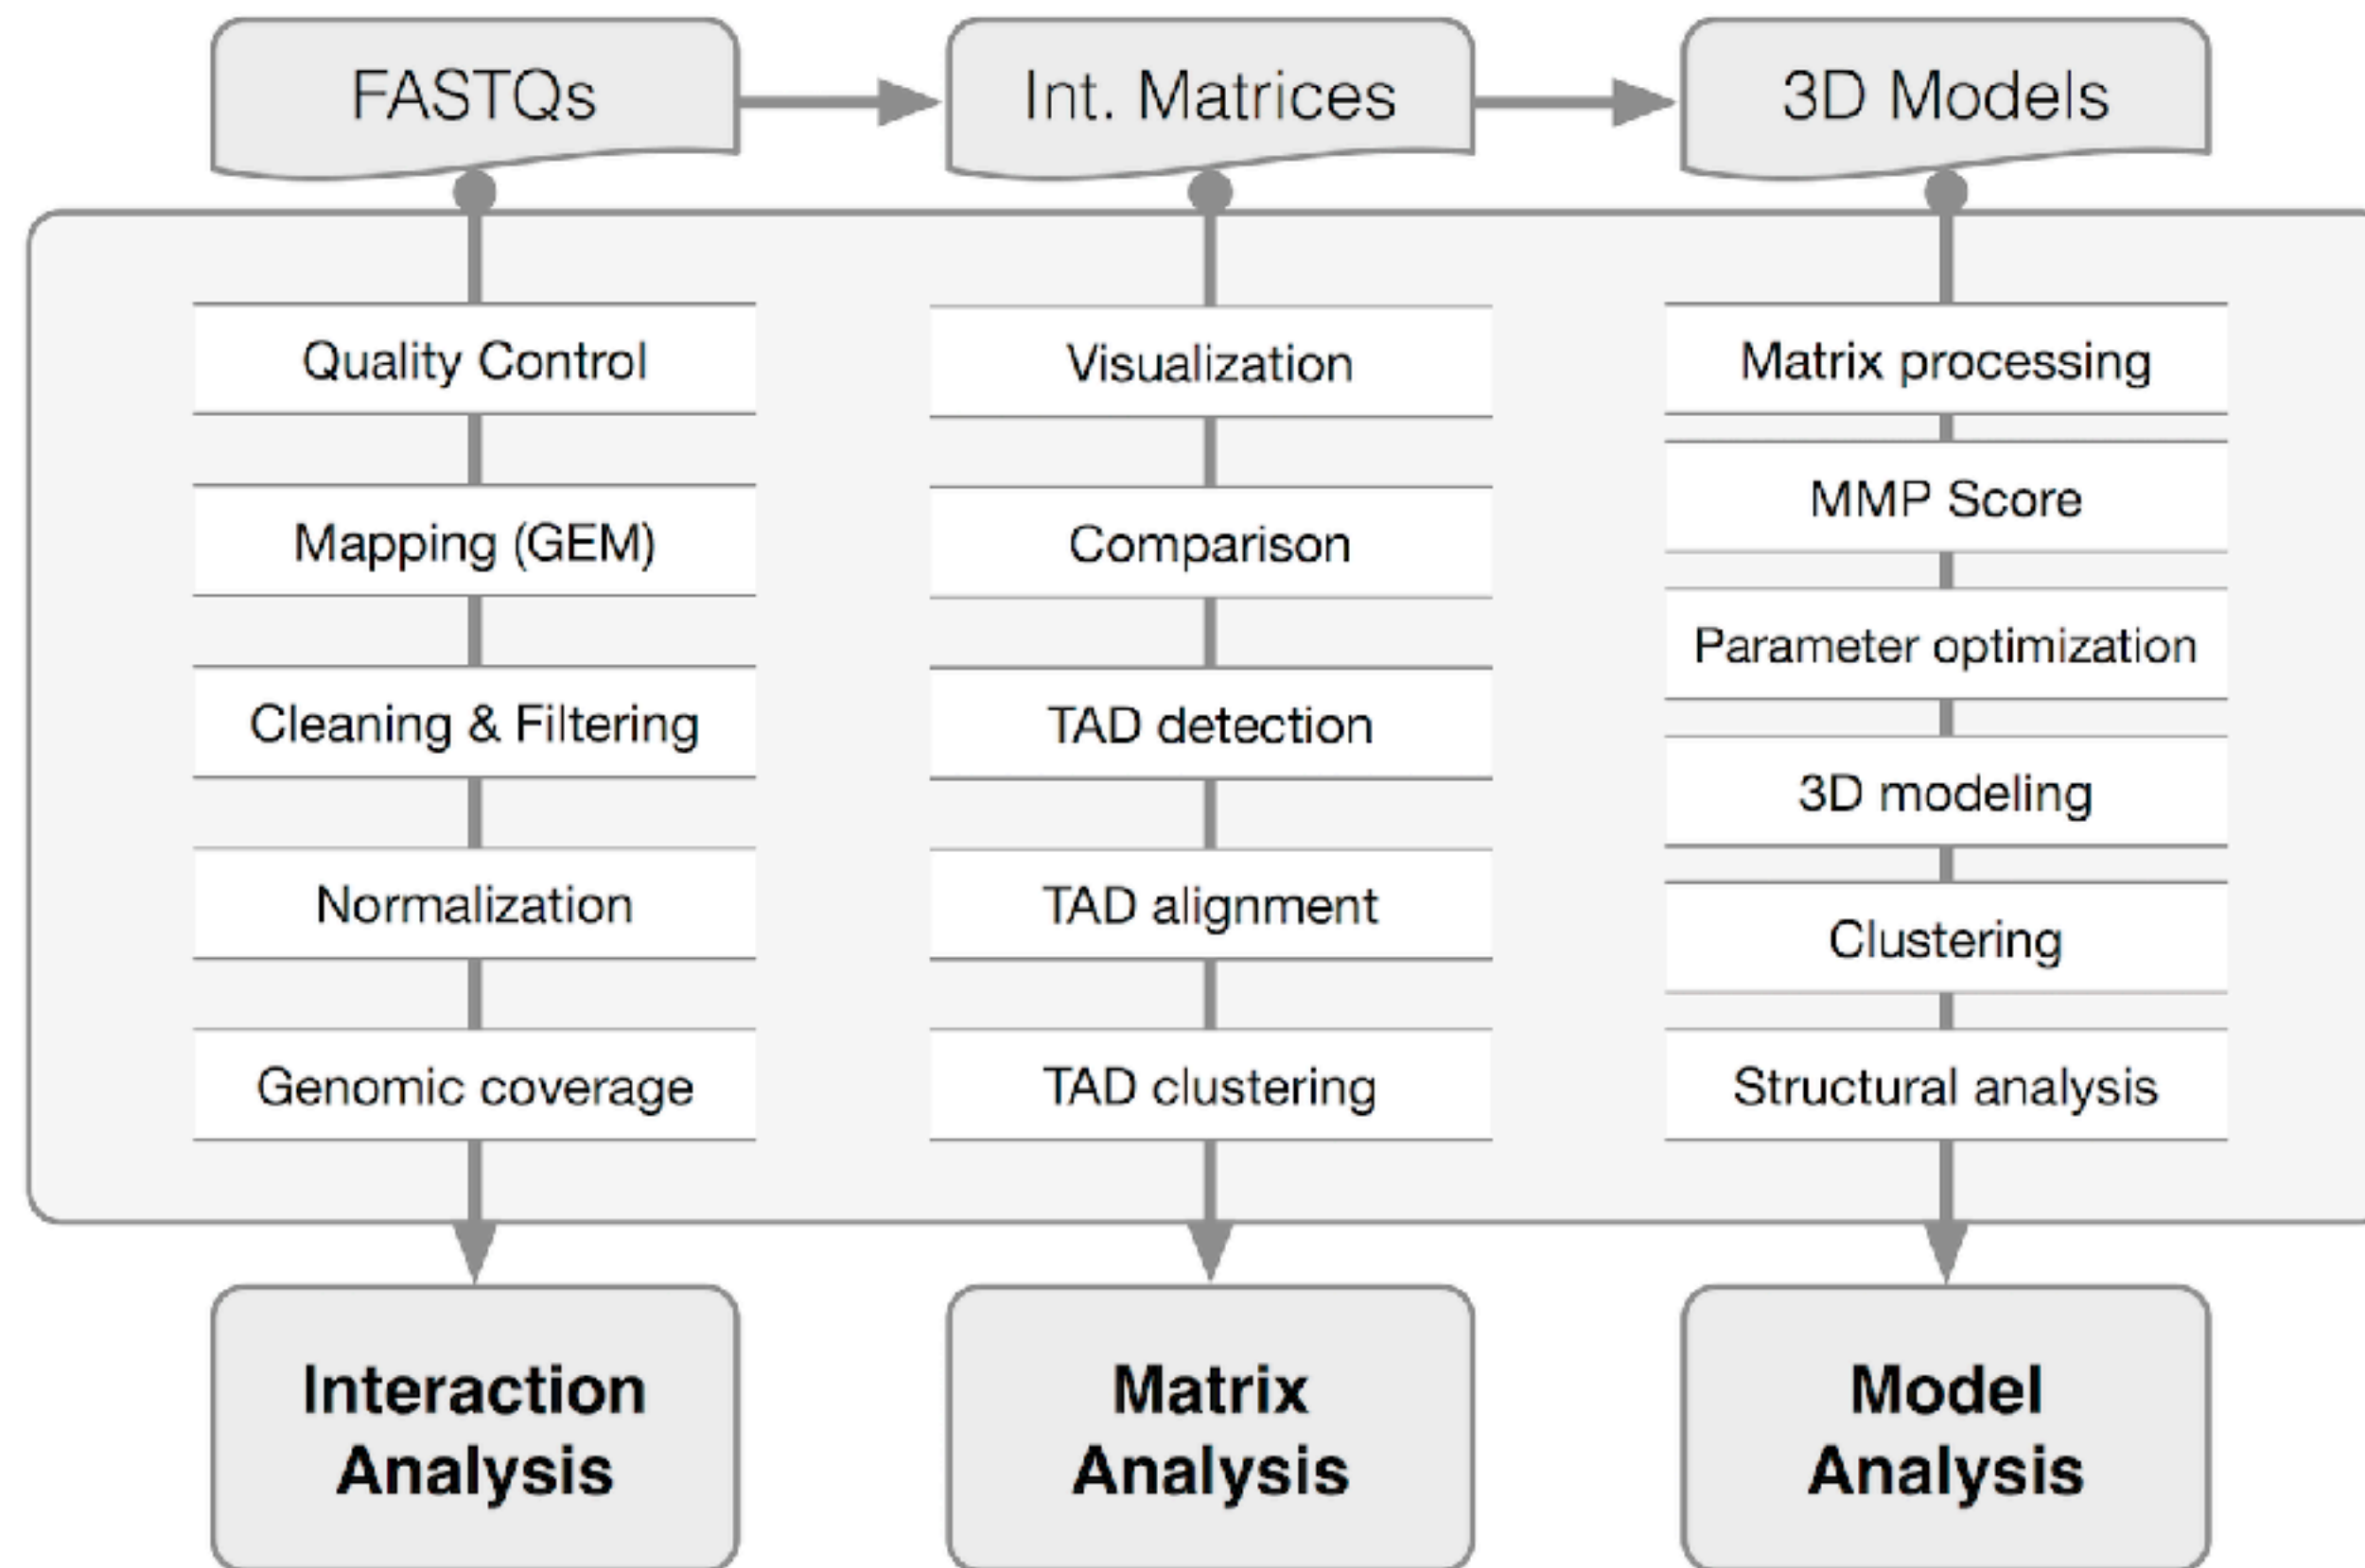 FASTQs
Int. Matrices
3D Models
Quality Control
Mapping (GEM)
Cleaning & Filtering
Normalization
Genomic coverage
Visualization
Comparison
TAD detection
TAD alignment
TAD clustering
Matrix processing
MMP Score
Parameter optimization
3D modeling
Clustering
Structural analysis
Interaction
Analysis
Matrix
Analysis
Model
Analysis